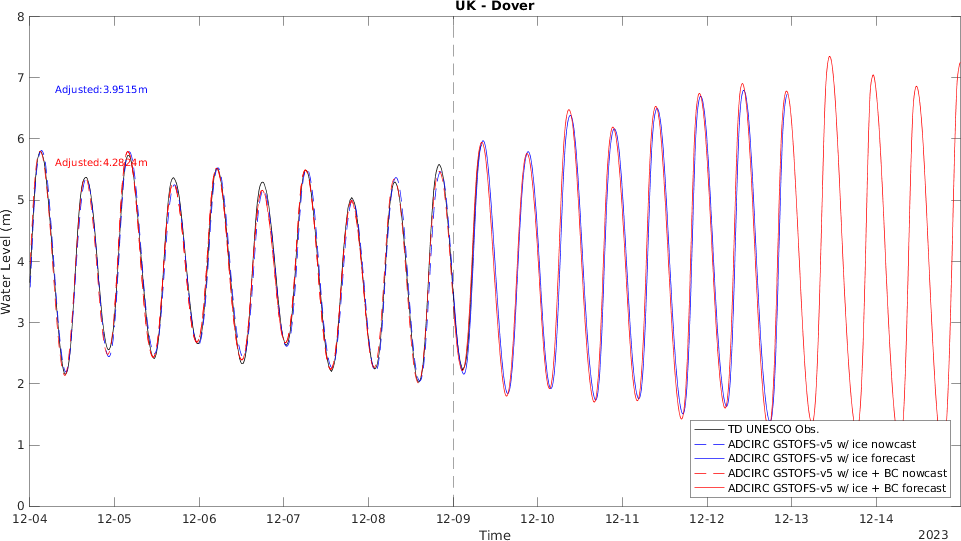 UK - Dover
8
7
6
5
4
3
2
1
0
Water Level (m)
Adjusted:3.9515m
Adjusted:4.2824m
TD UNESCO Obs.
ADCIRC GSTOFS-v5 w/ ice nowcast
ADCIRC GSTOFS-v5 w/ ice forecast
ADCIRC GSTOFS-v5 w/ ice + BC nowcast
ADCIRC GSTOFS-v5 w/ ice + BC forecast
12-04 12-05 12-06 12-07 12-08 12-09 12-10 12-11 12-12 12-13 12-14
Time
2023